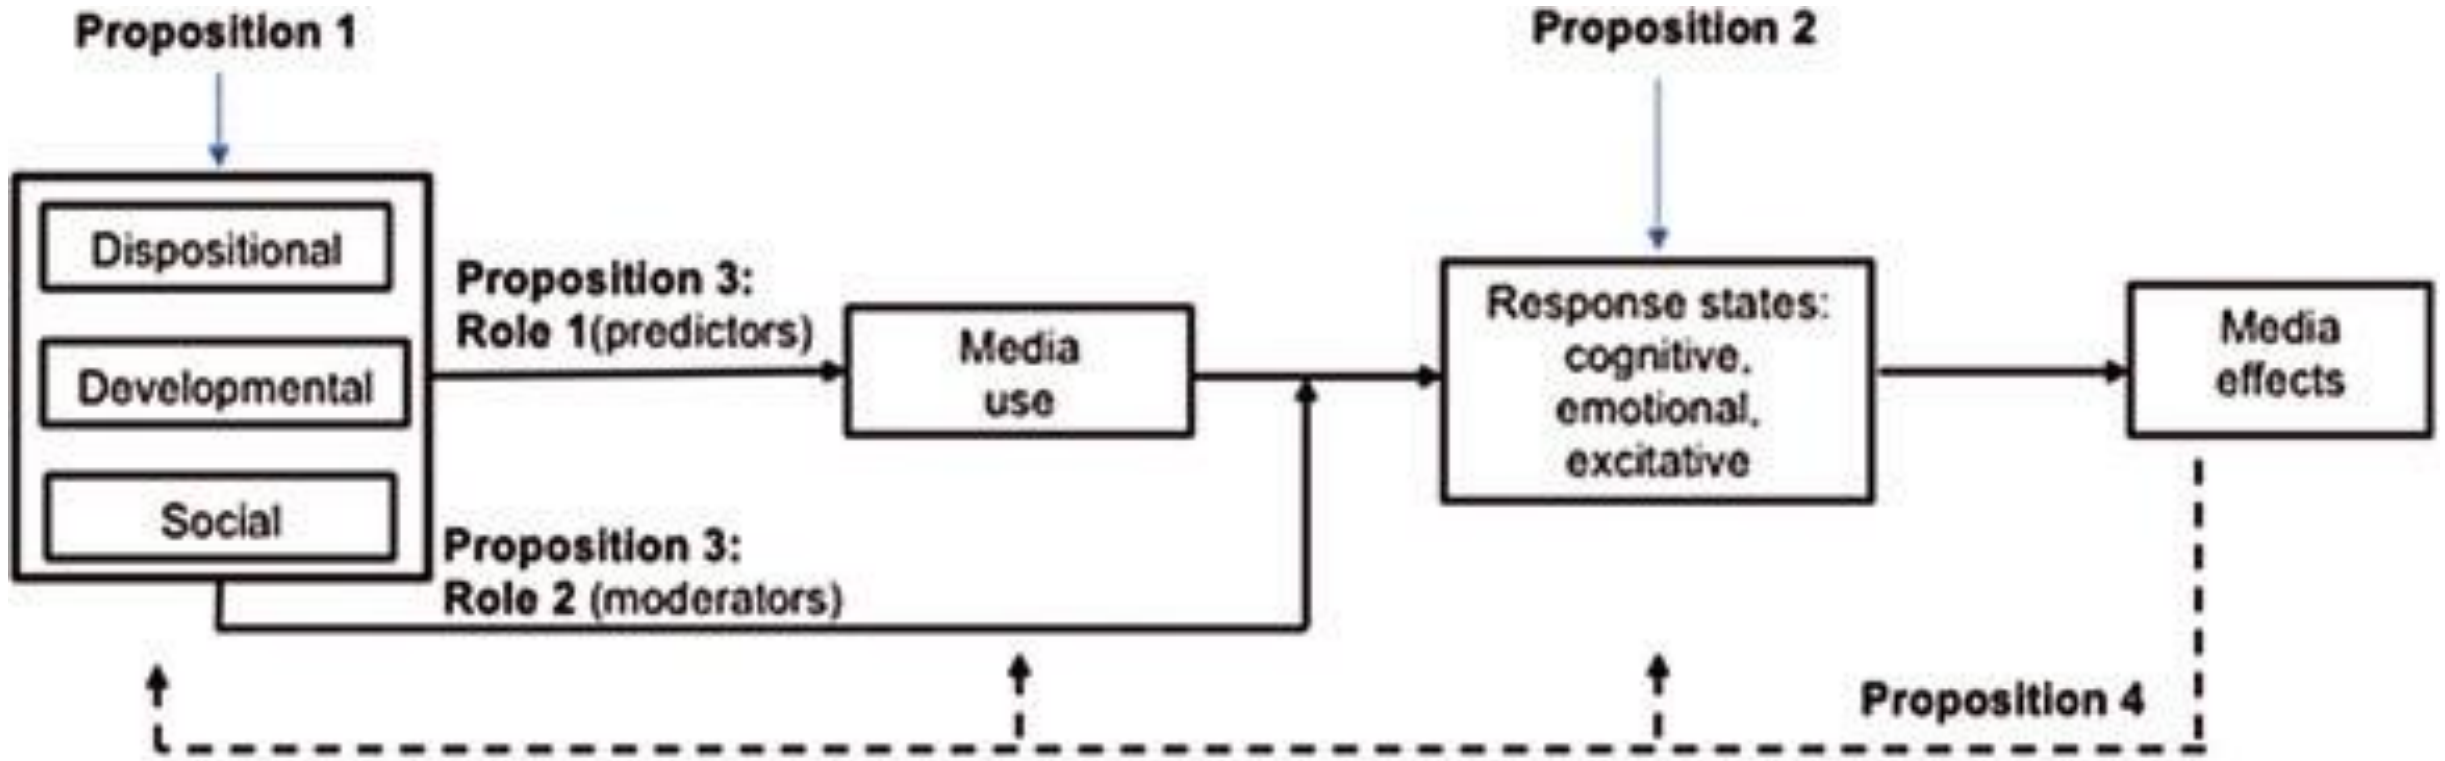 Proposition 1
Proposition 2
Dispositional
Developmental
Social
Proposition 3:
Role 1(predictors)
Proposition 3:
Role 2 (moderators)
Media
use
Response states:
cognitive,
emotional,
excitative
Media
effects
Proposition 4